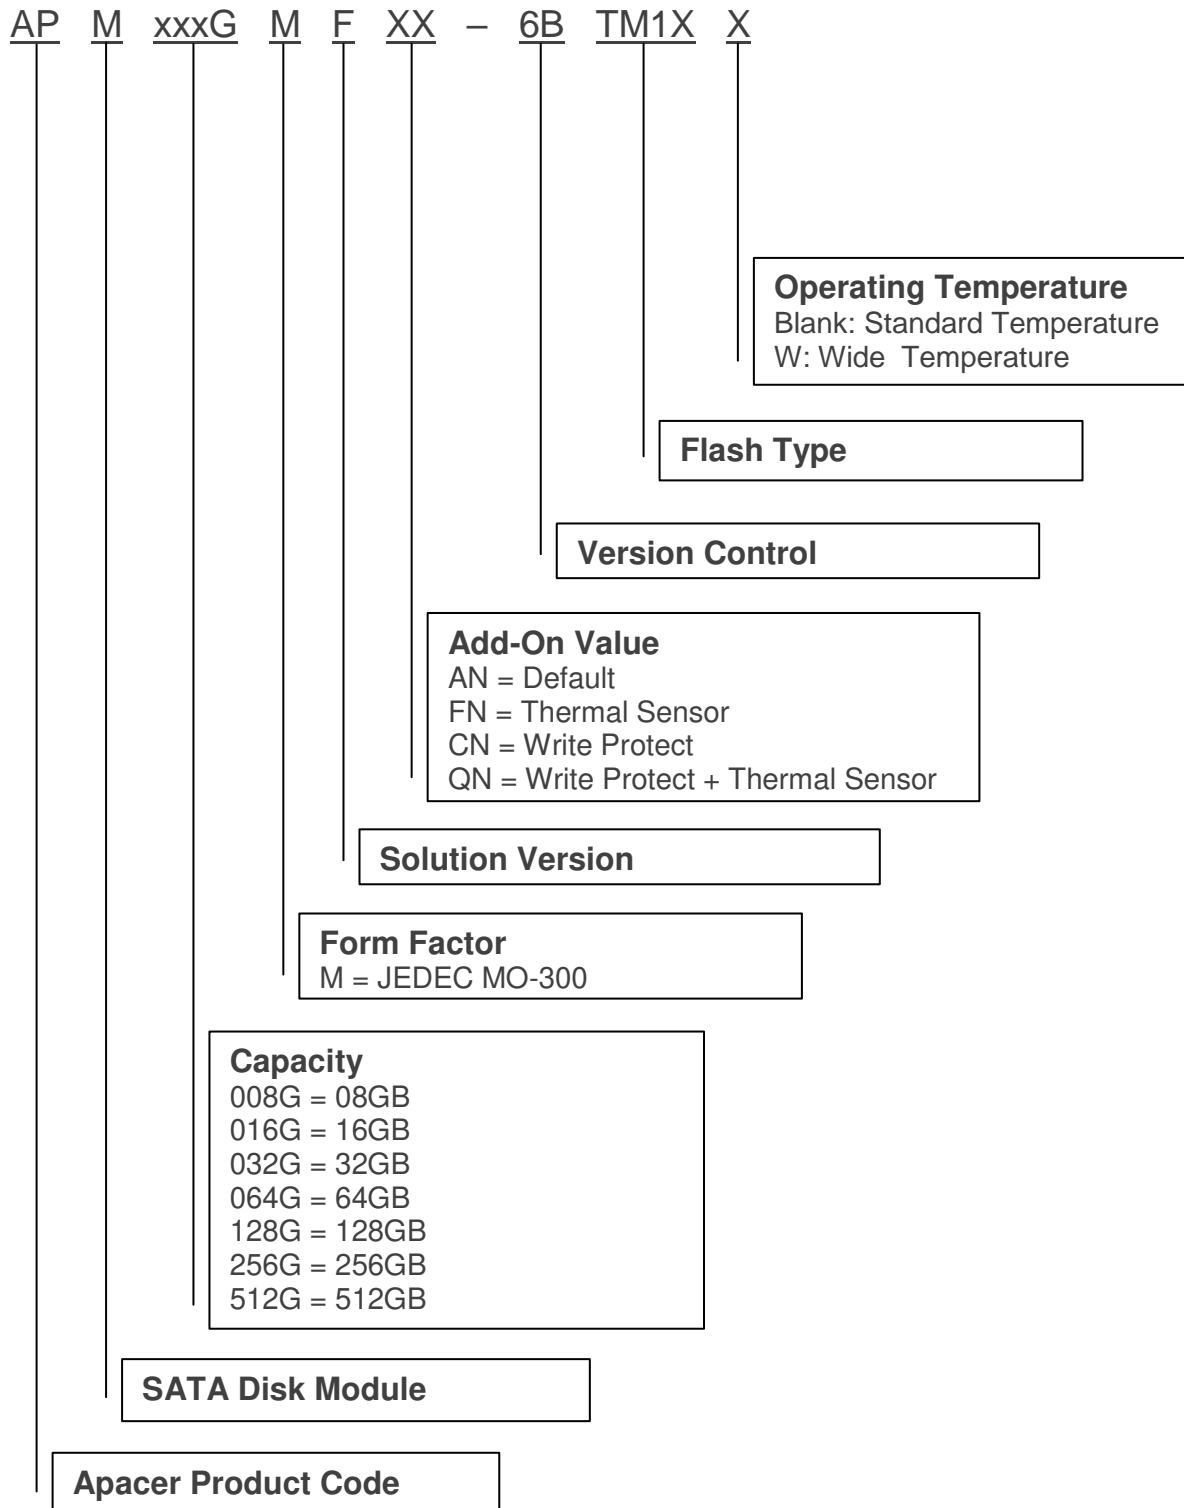 AP M xxxG M F XX – 6B TM1X X
Operating Temperature
Blank: Standard Temperature
W: Wide Temperature
Flash Type
Version Control
Add-On Value
AN = Default
FN = Thermal Sensor
CN = Write Protect
QN = Write Protect + Thermal Sensor
Solution Version
Form Factor
M = JEDEC MO-300
Capacity
008G = 08GB
016G = 16GB
032G = 32GB
064G = 64GB
128G = 128GB
256G = 256GB
512G = 512GB
SATA Disk Module
Apacer Product Code